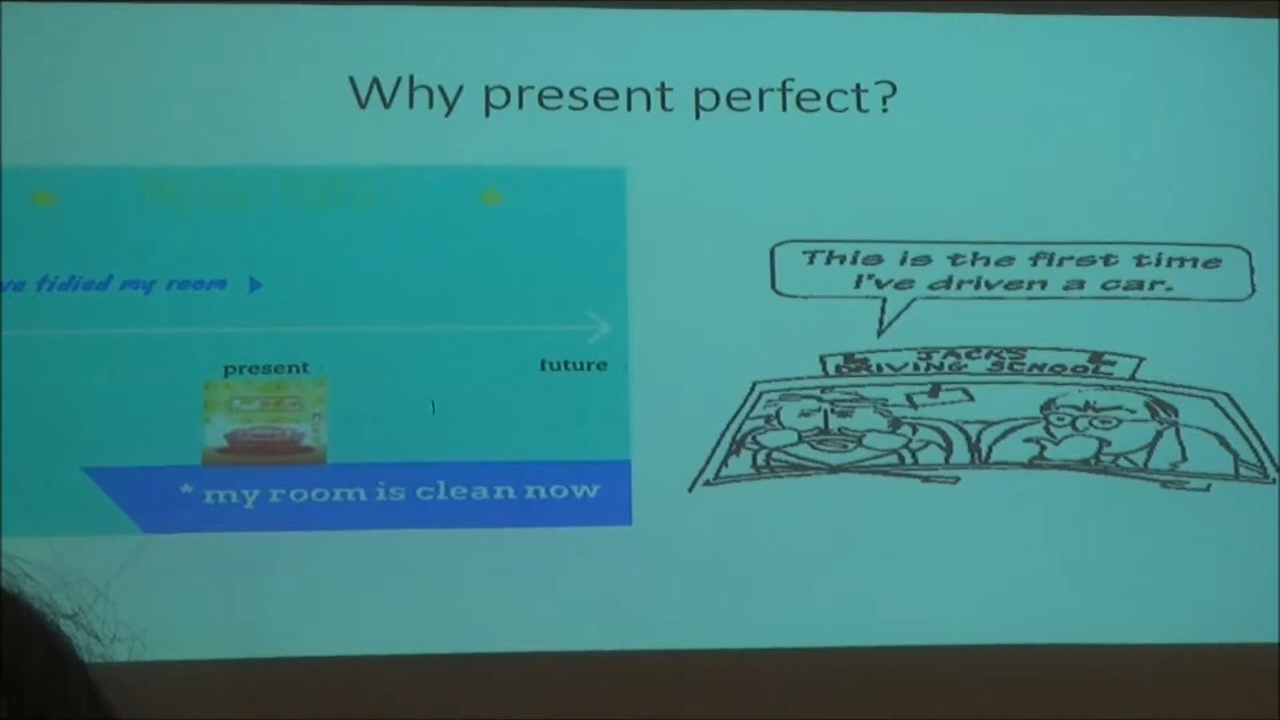 Why present perfect?
ve tidied my room
present
future
* my room is clean now
This is the first time
I've driven a car.
JACKS
DRIVING SCHOOL